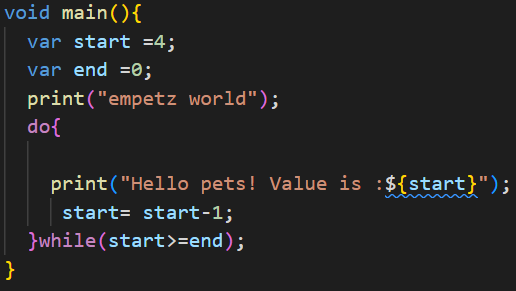 void main(){
var start =4;
var end =0;
print("empetz world");
do{
print("Hello pets! Value is :${start}");
start= start-1;
}while(start>=end);
}